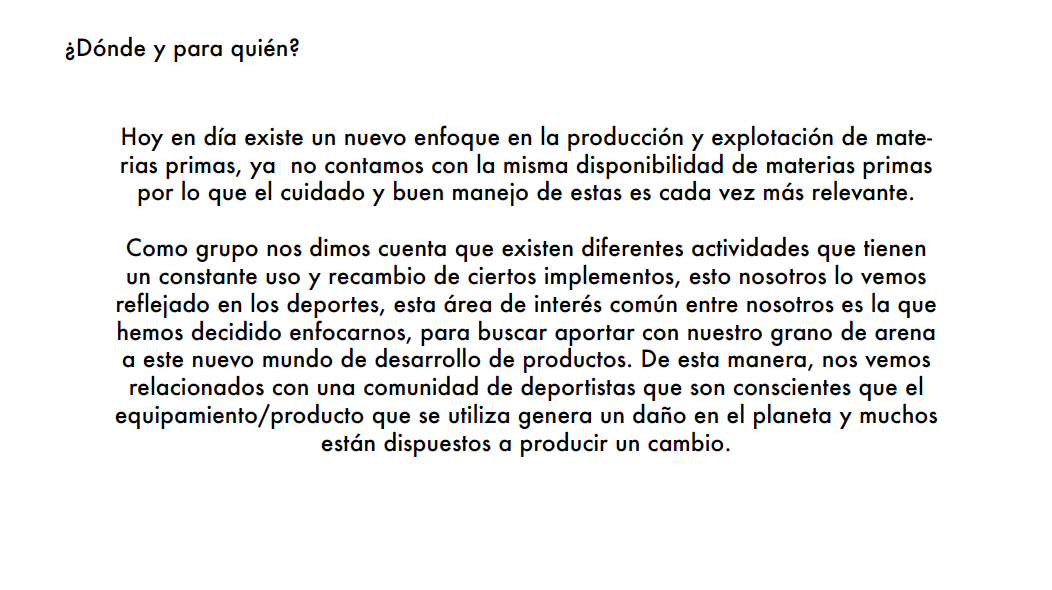 ¿Dónde y para quién?
Hoy en día existe un nuevo enfoque en la producción y explotación de mate-
rias primas, ya  no contamos con la misma disponibilidad de materias primas
por lo que el cuidado y buen manejo de estas es cada vez más relevante.
Como grupo nos dimos cuenta que existen diferentes actividades que tienen
un constante uso y recambio de ciertos implementos, esto nosotros lo vemos
reflejado en los deportes, esta área de interés común entre nosotros es la que
hemos decidido enfocarnos, para buscar aportar con nuestro grano de arena
a este nuevo mundo de desarrollo de productos. De esta manera, nos vemos
relacionados con una comunidad de deportistas que son conscientes que el
equipamiento/producto que se utiliza genera un daño en el planeta y muchos
están dispuestos a producir un cambio.